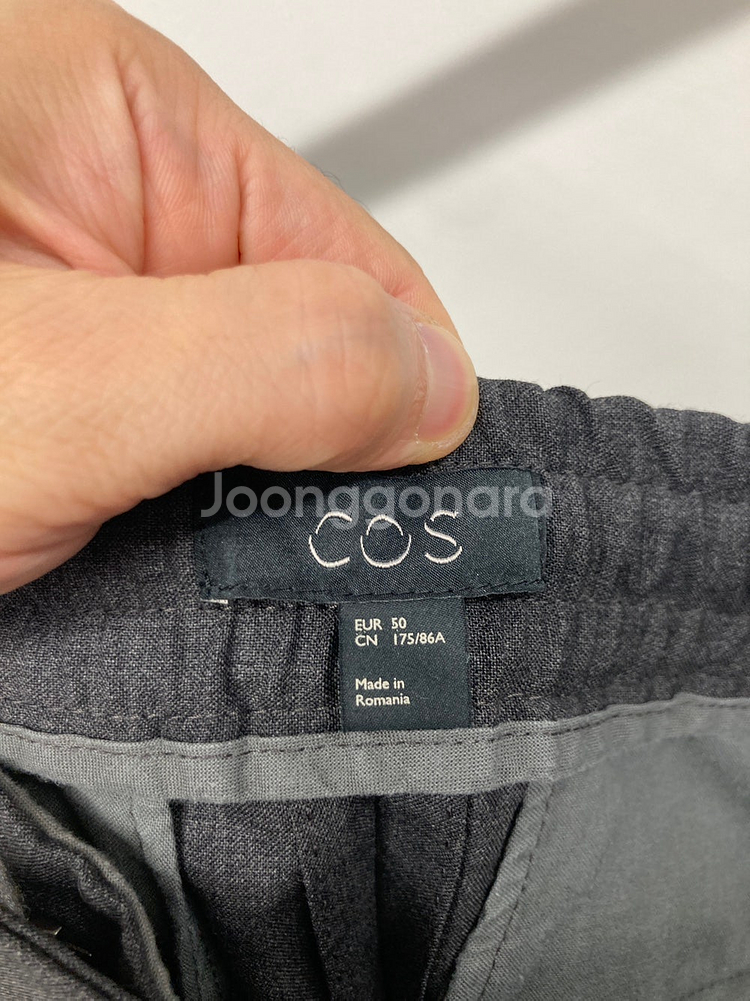 Joonggonara
COS
EUR 50
CN 175/86A
Made in
Romania